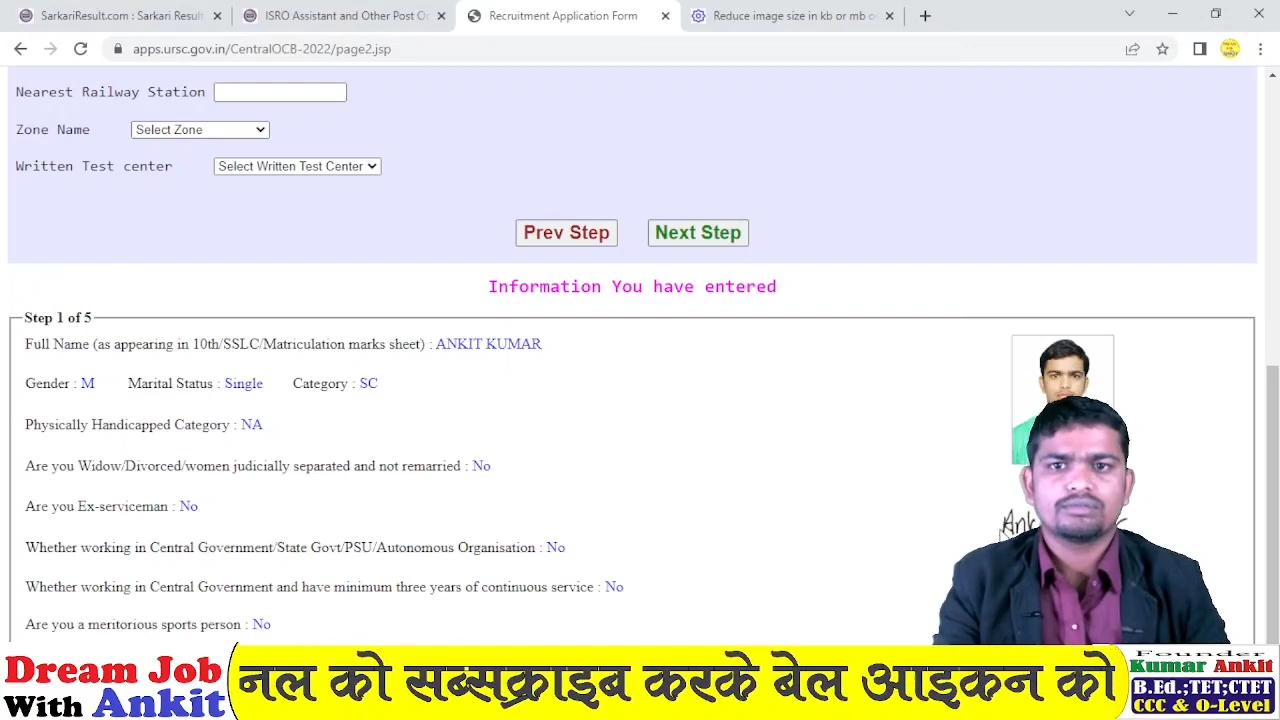 SarkariResult.com : Sarkari Result
ISRO Assistant and Other Post O
Recruitment Application Form
Reduce image size in kb or mb o
apps.ursc.gov.in/CentralOCB-2022/page2.jsp
Nearest Railway Station
Zone Name Select Zone
Written Test center Select Written Test Center
Prev Step Next Step
Information You have entered
Step 1 of 5
Full Name (as appearing in 10th/SSLC/Matriculation marks sheet) : ANKIT KUMAR
Gender : M Marital Status : Single Category : SC
Physically Handicapped Category : NA
Are you Widow/Divorced/women judicially separated and not remarried : No
Are you Ex-serviceman : No
Whether working in Central Government/State Govt/PSU/Autonomous Organisation : No
Whether working in Central Government and have minimum three years of continuous service : No
Are you a meritorious sports person : No
Dream Job
With Ankit
नल को सब्सक्राइब करके बेल आइकन को
Founder
Kumar Ankit
B.Ed.;TET;CTET
CCC & O-Level